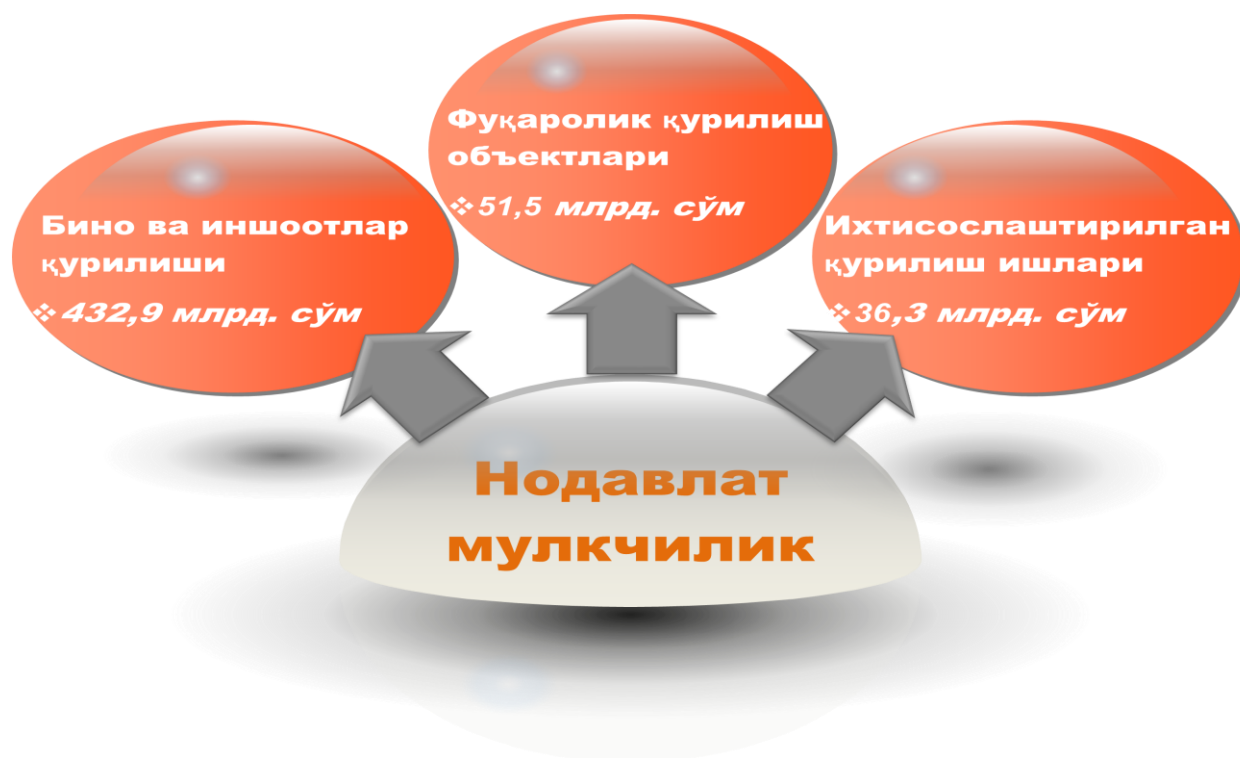 Фуқаролик қурилиш
объектлари
❖51,5 млрд. сўм
Бино ва иншоотлар
қурилиши
❖432,9 млрд. сўм
Ихтисослаштирилган
қурилиш ишлари
❖36,3 млрд. сўм
Нодавлат
мулкчилик